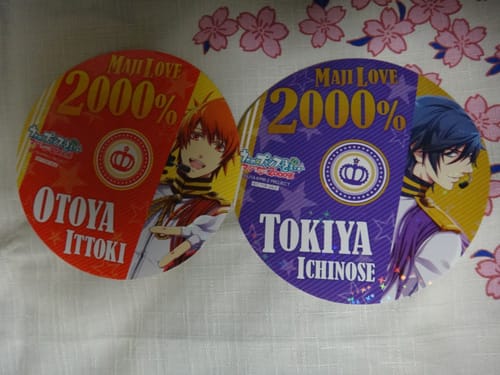 MAJI LOVE
2000%
OTOYA
ITTOKI
MAJI LOVE
2000%
TOKIYA
ICHINOSE